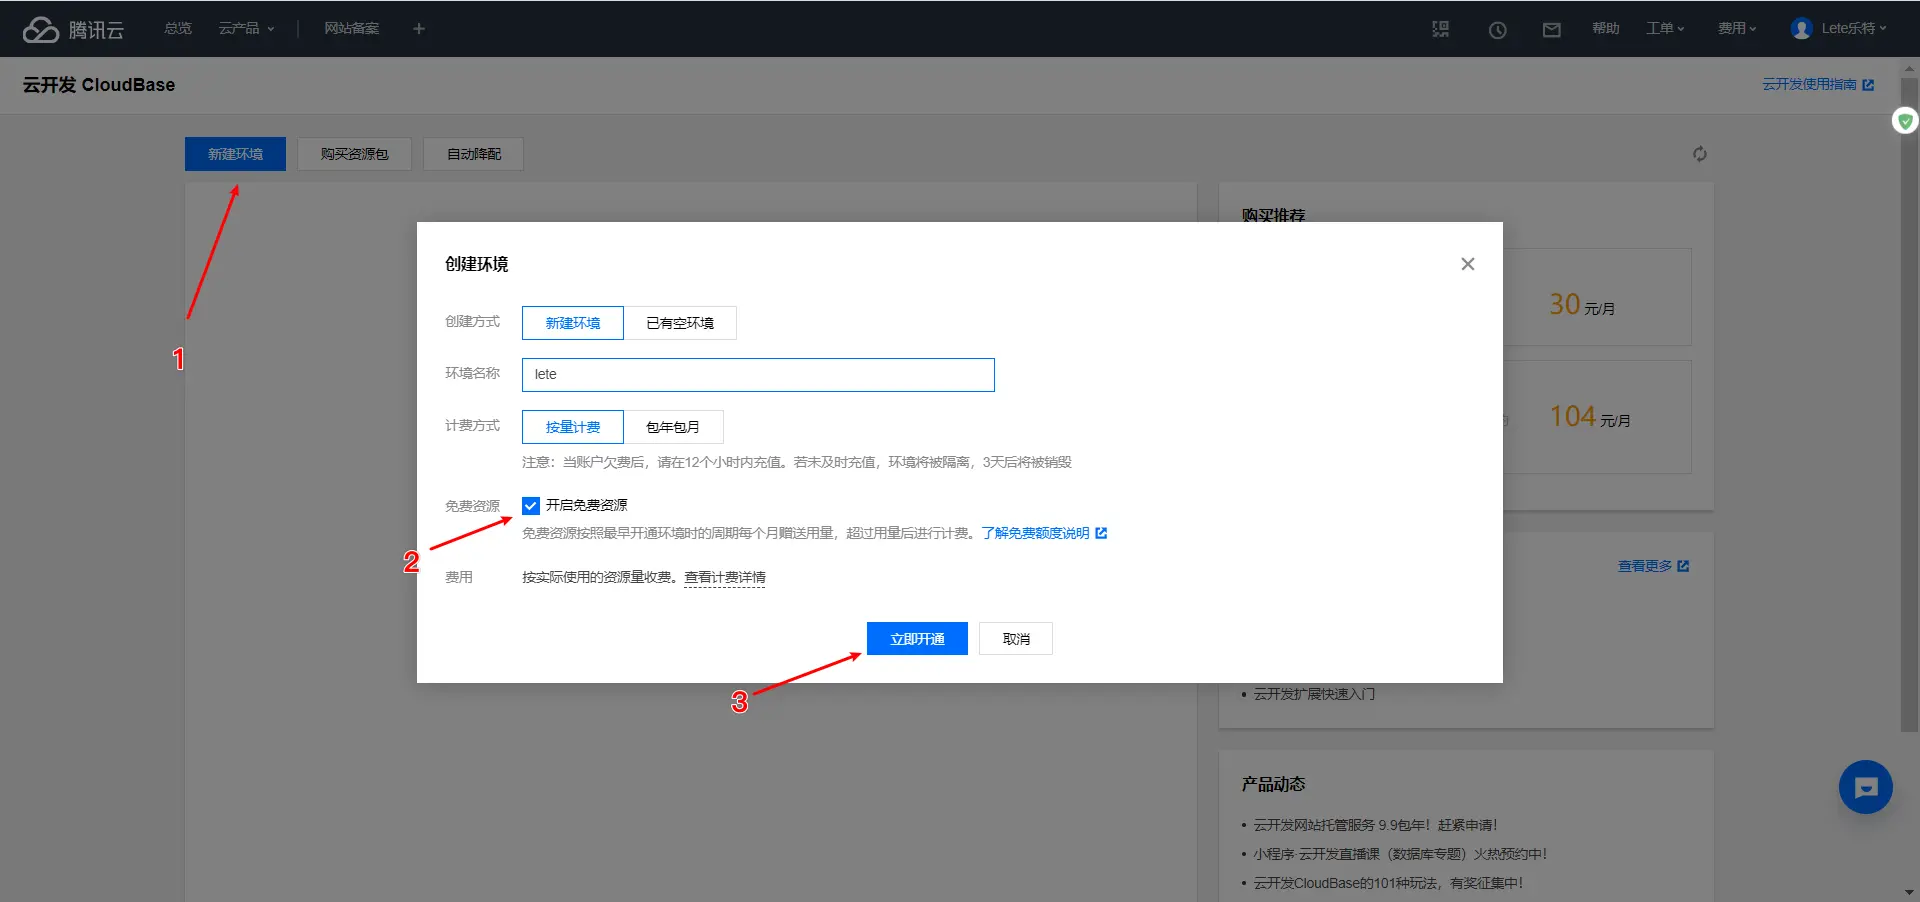 腾讯云 总览 云产品 网站备案 + 帮助 工单 费用 Lete乐特
云开发 CloudBase 云开发使用指南
新建环境 购买资源包 自动降配
购买推荐
创建环境
30 元/月
创建方式 新建环境 已有空环境
1
环境名称 lete
104 元/月
计费方式 按量计费 包年包月
注意：当账户欠费后，请在12个小时内充值。若未及时充值，环境将被隔离，3天后将被销毁
免费资源 开启免费资源
免费资源按照最早开通环境时的周期每个月赠送用量，超过用量后进行计费。了解免费额度说明
2
查看更多
费用 按实际使用的资源量收费。查看计费详情
立即开通 取消
3
• 云开发扩展快速入门
产品动态
• 云开发网站托管服务 9.9包年！赶紧申请！
• 小程序·云开发直播课（数据库专题）火热预约中！
• 云开发CloudBase的101种玩法，有奖征集中！